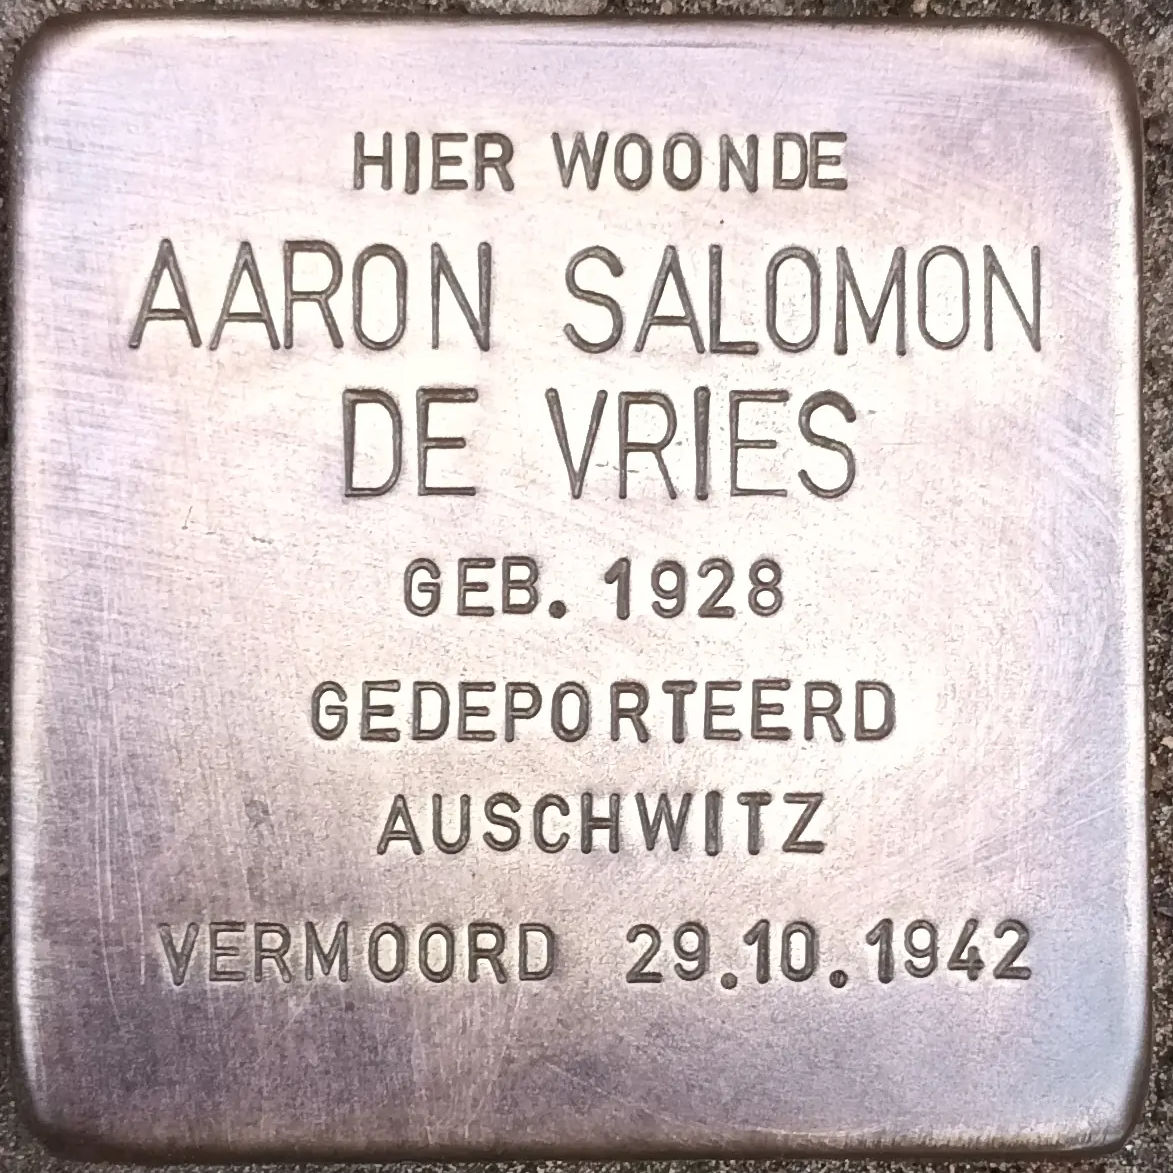 HIER WOONDE
AARON SALOMON
DE VRIES
GEB. 1928
GEDEPORTEERD
AUSCHWITZ
VERMOORD 29.10.1942